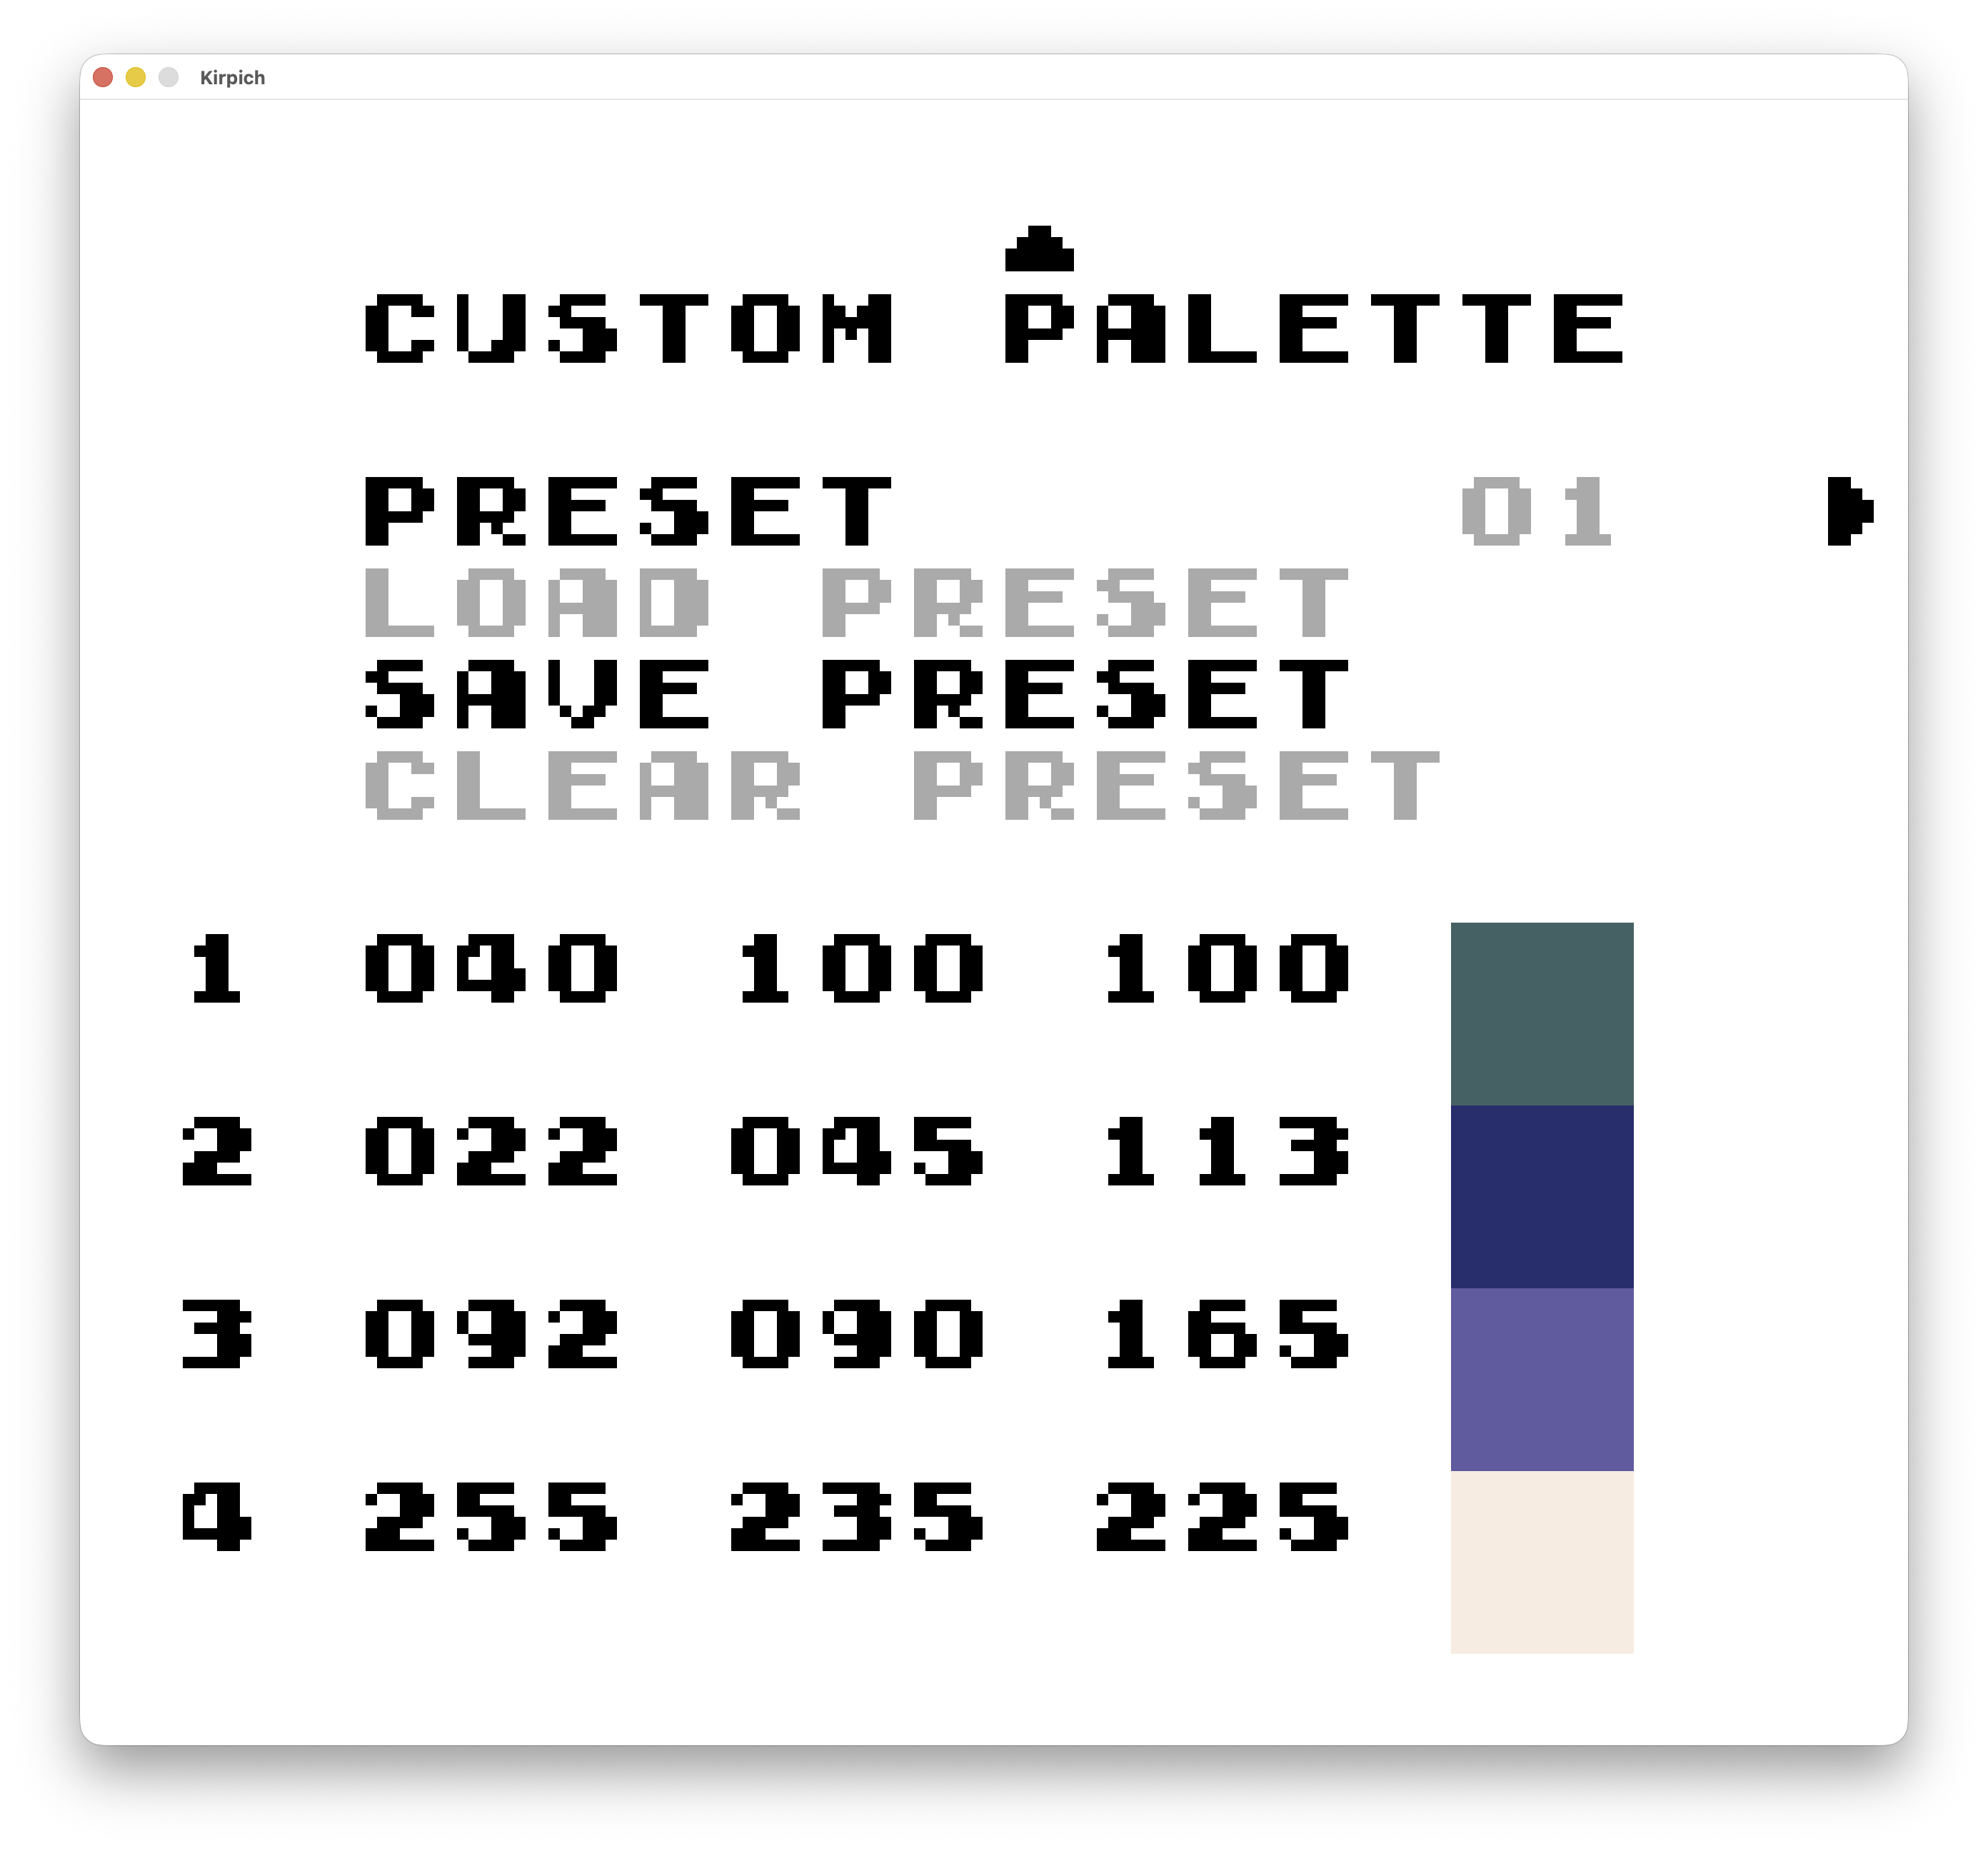 Kirpich
CUSTOM PALETTE
PRESET 01
LOAD PRESET
SAVE PRESET
CLEAR PRESET
1 040 100 100
2 022 045 113
3 092 090 165
4 255 235 225